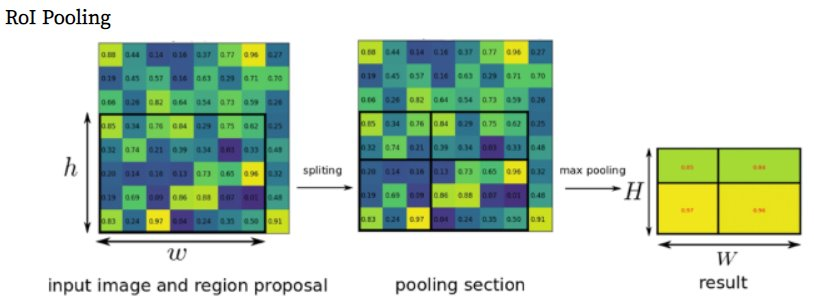 RoI Pooling
0.88 0.44 0.14 0.16 0.37 0.77 0.96 0.27
0.19 0.45 0.57 0.16 0.63 0.29 0.71 0.70
0.66 0.26 0.82 0.64 0.54 0.73 0.59 0.26
0.85 0.34 0.76 0.84 0.29 0.75 0.62 0.25
0.32 0.74 0.21 0.39 0.34 0.03 0.33 0.48
0.20 0.14 0.16 0.13 0.73 0.65 0.96 0.32
0.19 0.69 0.09 0.86 0.88 0.07 0.01 0.48
0.83 0.24 0.97 0.04 0.24 0.35 0.50 0.91
h
w
input image and region proposal
spliting
0.88 0.44 0.14 0.16 0.37 0.77 0.96 0.27
0.19 0.45 0.57 0.16 0.63 0.29 0.71 0.70
0.66 0.26 0.82 0.64 0.54 0.73 0.59 0.26
0.85 0.34 0.76 0.84 0.29 0.75 0.62 0.25
0.32 0.74 0.21 0.39 0.34 0.03 0.33 0.48
0.20 0.14 0.16 0.13 0.73 0.65 0.96 0.32
0.19 0.69 0.09 0.86 0.88 0.07 0.01 0.48
0.83 0.24 0.97 0.04 0.24 0.35 0.50 0.91
pooling section
max pooling
H
0.85 0.84
0.97 0.96
W
result